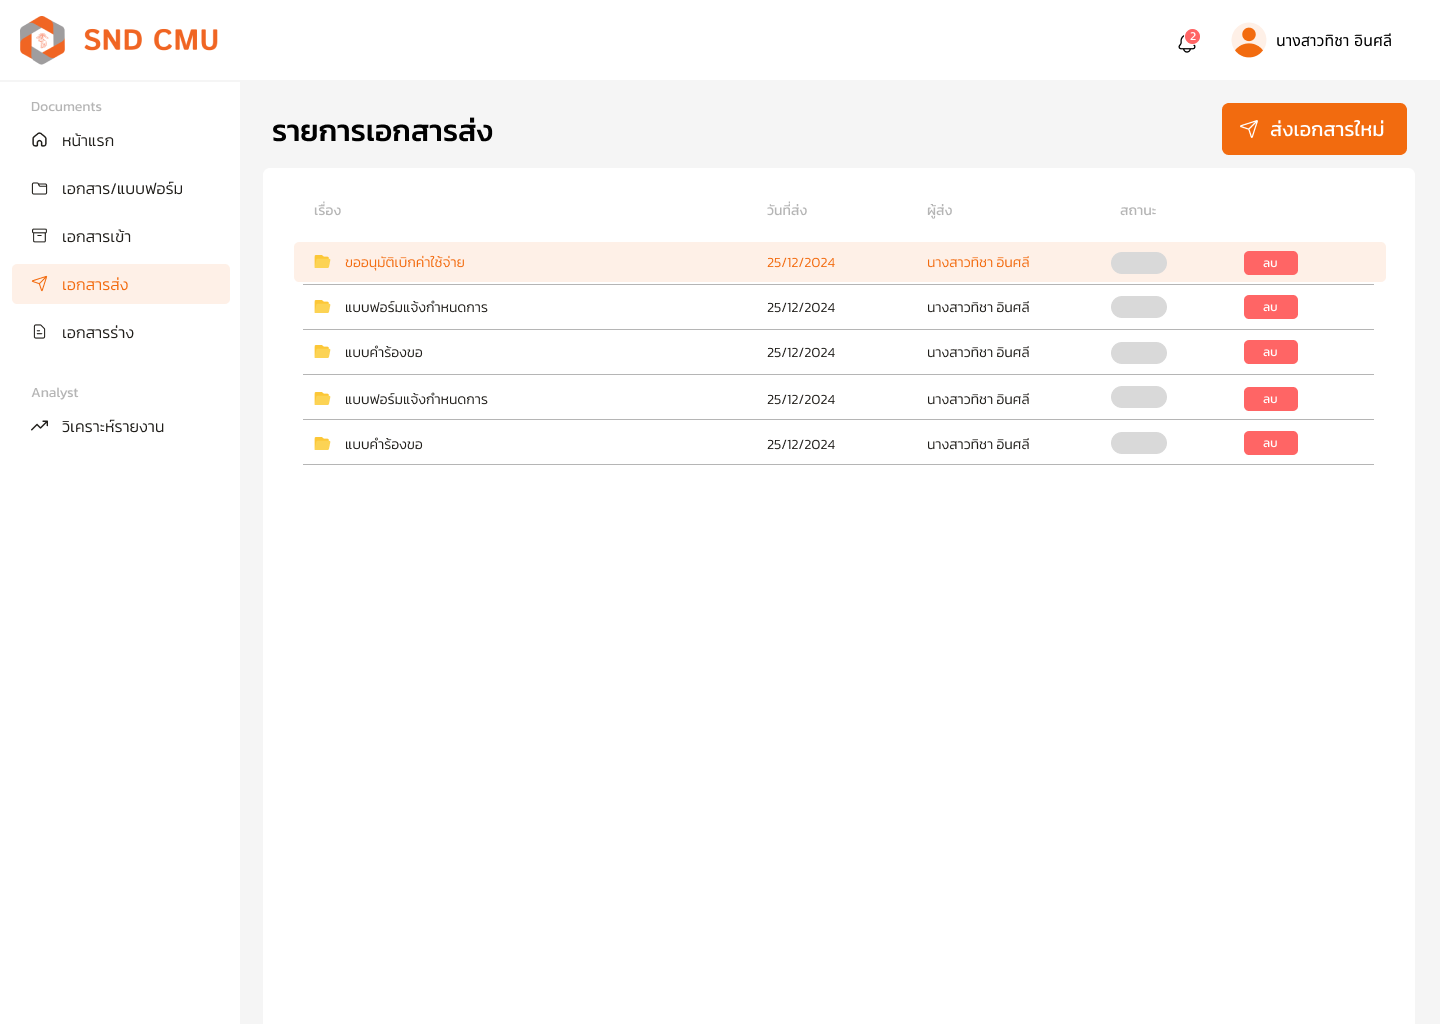 SND CMU
2
นางสาวทิชา อินศลี
Documents
หน้าแรก
เอกสาร/แบบฟอร์ม
เอกสารเข้า
เอกสารส่ง
เอกสารร่าง
Analyst
วิเคราะห์รายงาน
รายการเอกสารส่ง
ส่งเอกสารใหม่
เรื่อง วันที่ส่ง ผู้ส่ง สถานะ
ขออนุมัติเบิกค่าใช้จ่าย 25/12/2024 นางสาวทิชา อินศลี ลบ
แบบฟอร์มแจ้งกำหนดการ 25/12/2024 นางสาวทิชา อินศลี ลบ
แบบคำร้องขอ 25/12/2024 นางสาวทิชา อินศลี ลบ
แบบฟอร์มแจ้งกำหนดการ 25/12/2024 นางสาวทิชา อินศลี ลบ
แบบคำร้องขอ 25/12/2024 นางสาวทิชา อินศลี ลบ